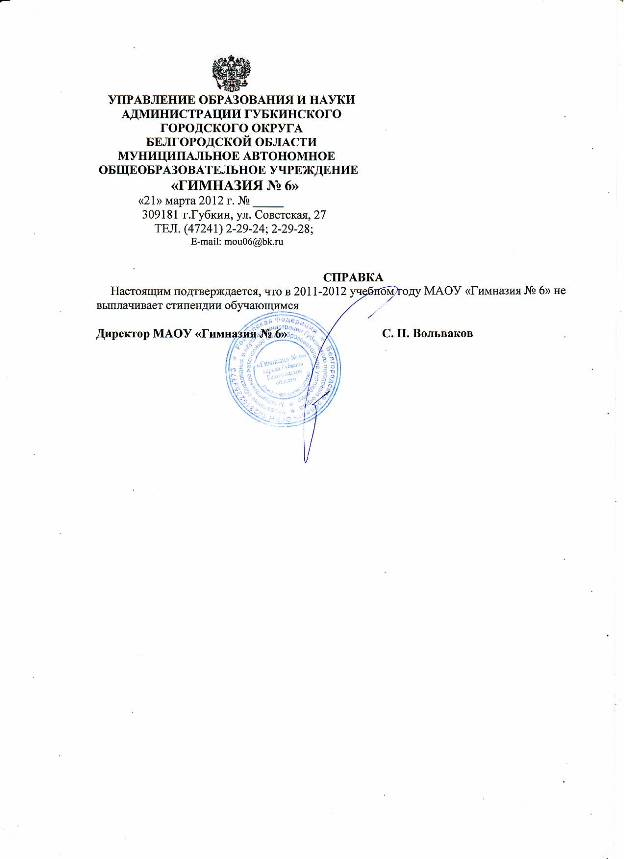 УПРАВЛЕНИЕ ОБРАЗОВАНИЯ И НАУКИ
АДМИНИСТРАЦИИ ГУБКИНСКОГО
ГОРОДСКОГО ОКРУГА
БЕЛГОРОДСКОЙ ОБЛАСТИ
МУНИЦИПАЛЬНОЕ АВТОНОМНОЕ
ОБЩЕОБРАЗОВАТЕЛЬНОЕ УЧРЕЖДЕНИЕ
«ГИМНАЗИЯ № 6»
«21» марта 2012 г. № _____
309181 г.Губкин, ул. Советская, 27
ТЕЛ. (47241) 2-29-24; 2-29-28;
E-mail: mou06@bk.ru
СПРАВКА
Настоящим подтверждается, что в 2011-2012 учебном году МАОУ «Гимназия № 6» не
выплачивает стипендии обучающимся
Директор МАОУ «Гимназия № 6» С. П. Вольваков
«Гимназия № 6»